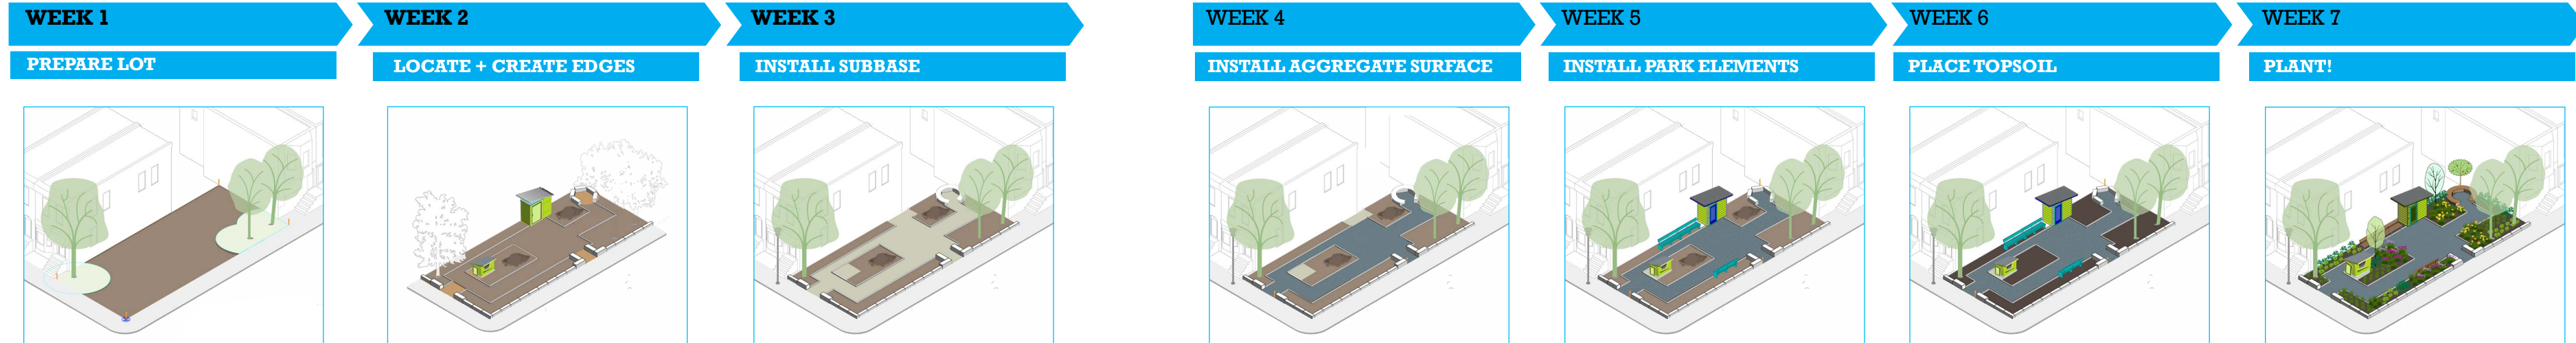 WEEK 1
WEEK 2
WEEK 3
WEEK 4
WEEK 5
WEEK 6
WEEK 7
PREPARE LOT
LOCATE + CREATE EDGES
INSTALL SUBBASE
INSTALL AGGREGATE SURFACE
INSTALL PARK ELEMENTS
PLACE TOPSOIL
PLANT!